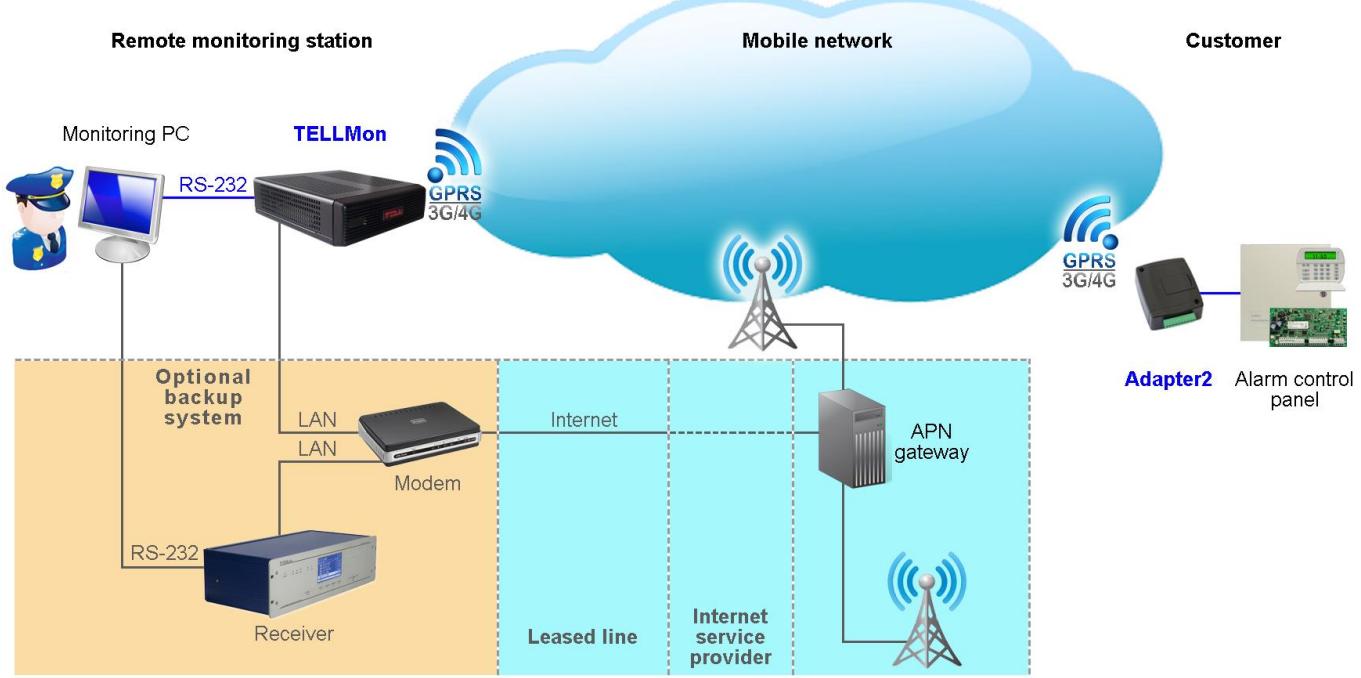 Remote monitoring station
Mobile network
Customer
Monitoring PC
TELLMon
RS-232
GPRS
3G/4G
GPRS
3G/4G
Adapter2
Alarm control
panel
Optional
backup
system
LAN
LAN
Modem
Internet
APN
gateway
RS-232
Receiver
Leased line
Internet
service
provider